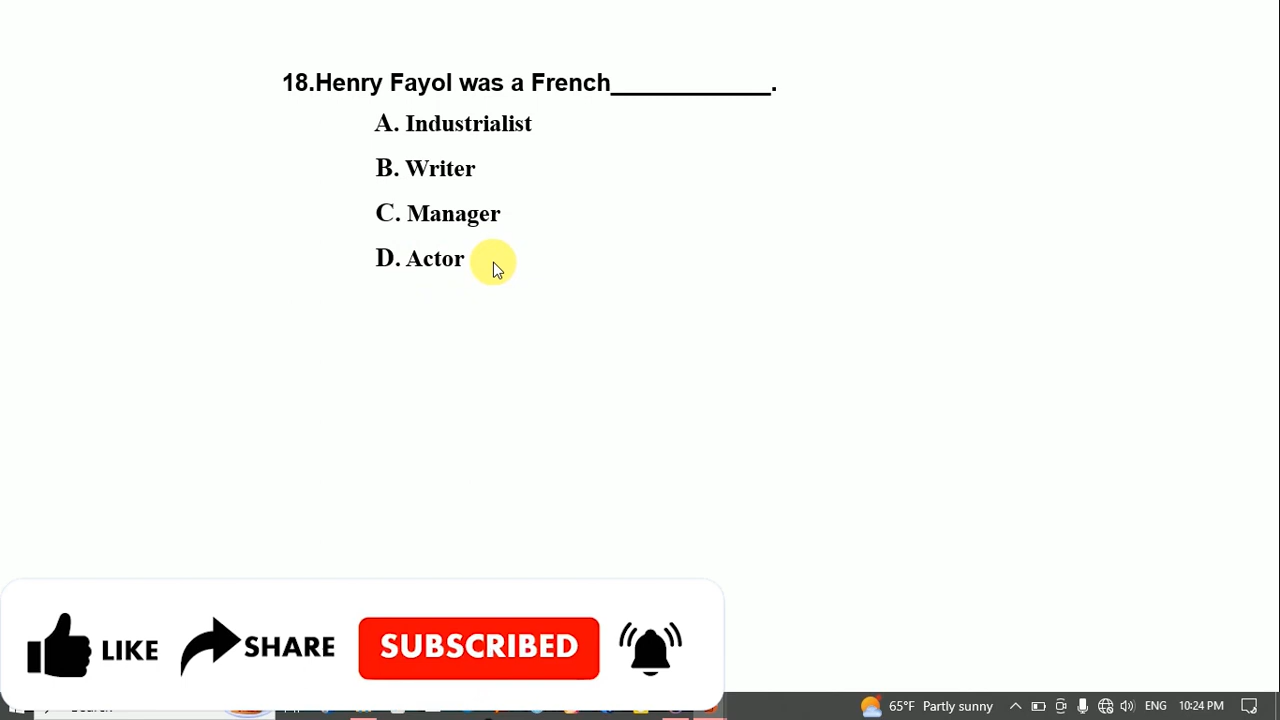 18.Henry Fayol was a French____________.
A. Industrialist
B. Writer
C. Manager
D. Actor
LIKE
SHARE
SUBSCRIBED
65°F Partly sunny
ENG
10:24 PM